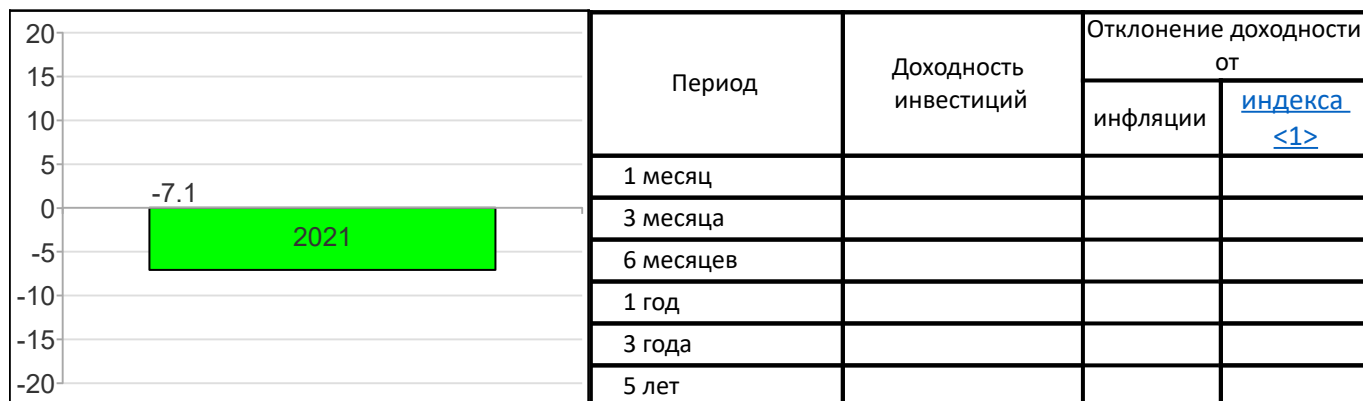 20
15
10
5
0
-5
-10
-15
-20
-7.1
2021
Период
Доходность
инвестиций
Отклонение доходности
от
инфляции
индекса
<1>
1 месяц
3 месяца
6 месяцев
1 год
3 года
5 лет